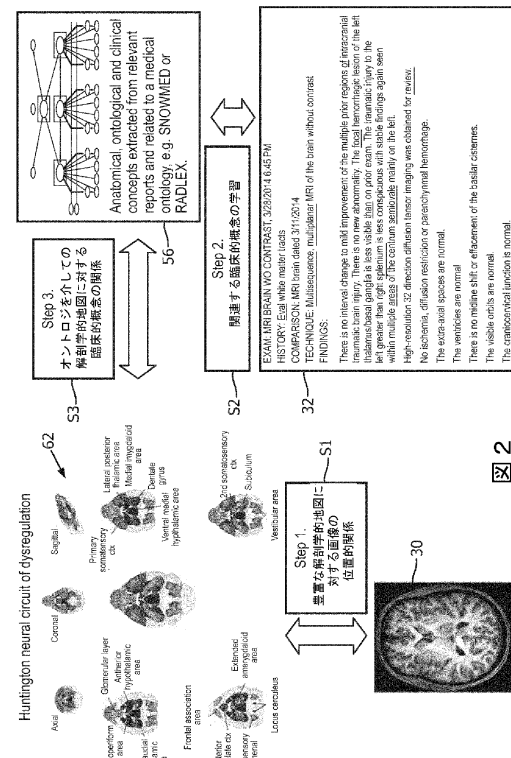 Huntington neural circuit of dysregulation
Axial
Coronal
Sagittal
62
Glomerular layer
Antherior
hypothalamic
area
Primary
somatosensory
ctx
Lateral posterior
thalamic area
Medial imygdaloid
area
Dentate
gyrus
Ventral medial
hyphthalamic area
area
Frontal association
area
Extended
amerygdaloid
area
Locus cerculeus
2nd somatosensory
ctx
Subiculum
Vestibular area
Step 1.
豊富な解剖学的地図に
対する画像の
位置的関係
S1
30
Step 3.
オントロジを介しての
解剖学的地図に対する
臨床的概念の関係
S3
Anatomical, ontological and clinical
concepts extracted from relevant
reports and related to a medical
ontology, e.g. SNOWMED or
RADLEX.
56
Step 2.
関連する臨床的概念の学習
S2
EXAM: MRI BRAIN WO CONTRAST, 3/28/2014 6:45 PM
HISTORY: Eval white matter tracts
COMPARISON: MRI brain dated 3/11/2014
TECHNIQUE: Multisequence, multiplanar MRI of the brain without contrast
FINDINGS:
There is no interval change to mild improvement of the multiple prior regions of intracranial
traumatic brain injury. There is no new abnormality. The focal hemorrhagic lesion of the left
thalamus/basal ganglia is less visible than on prior exam. The traumatic injury to the
left greater than right splenium is less conspicuous with stable findings again seen
within multiple areas of the centrum semiovale mainly on the left.
High-resolution 32 direction diffusion tensor imaging was obtained for review.
No ischemia, diffusion restriction or parenchymal hemorrhage.
The extra-axial spaces are normal.
The ventricles are normal
There is no midline shift or effacement of the basilar cisternes.
The visible orbits are normal.
The craniocervical junction is normal.
32
図2